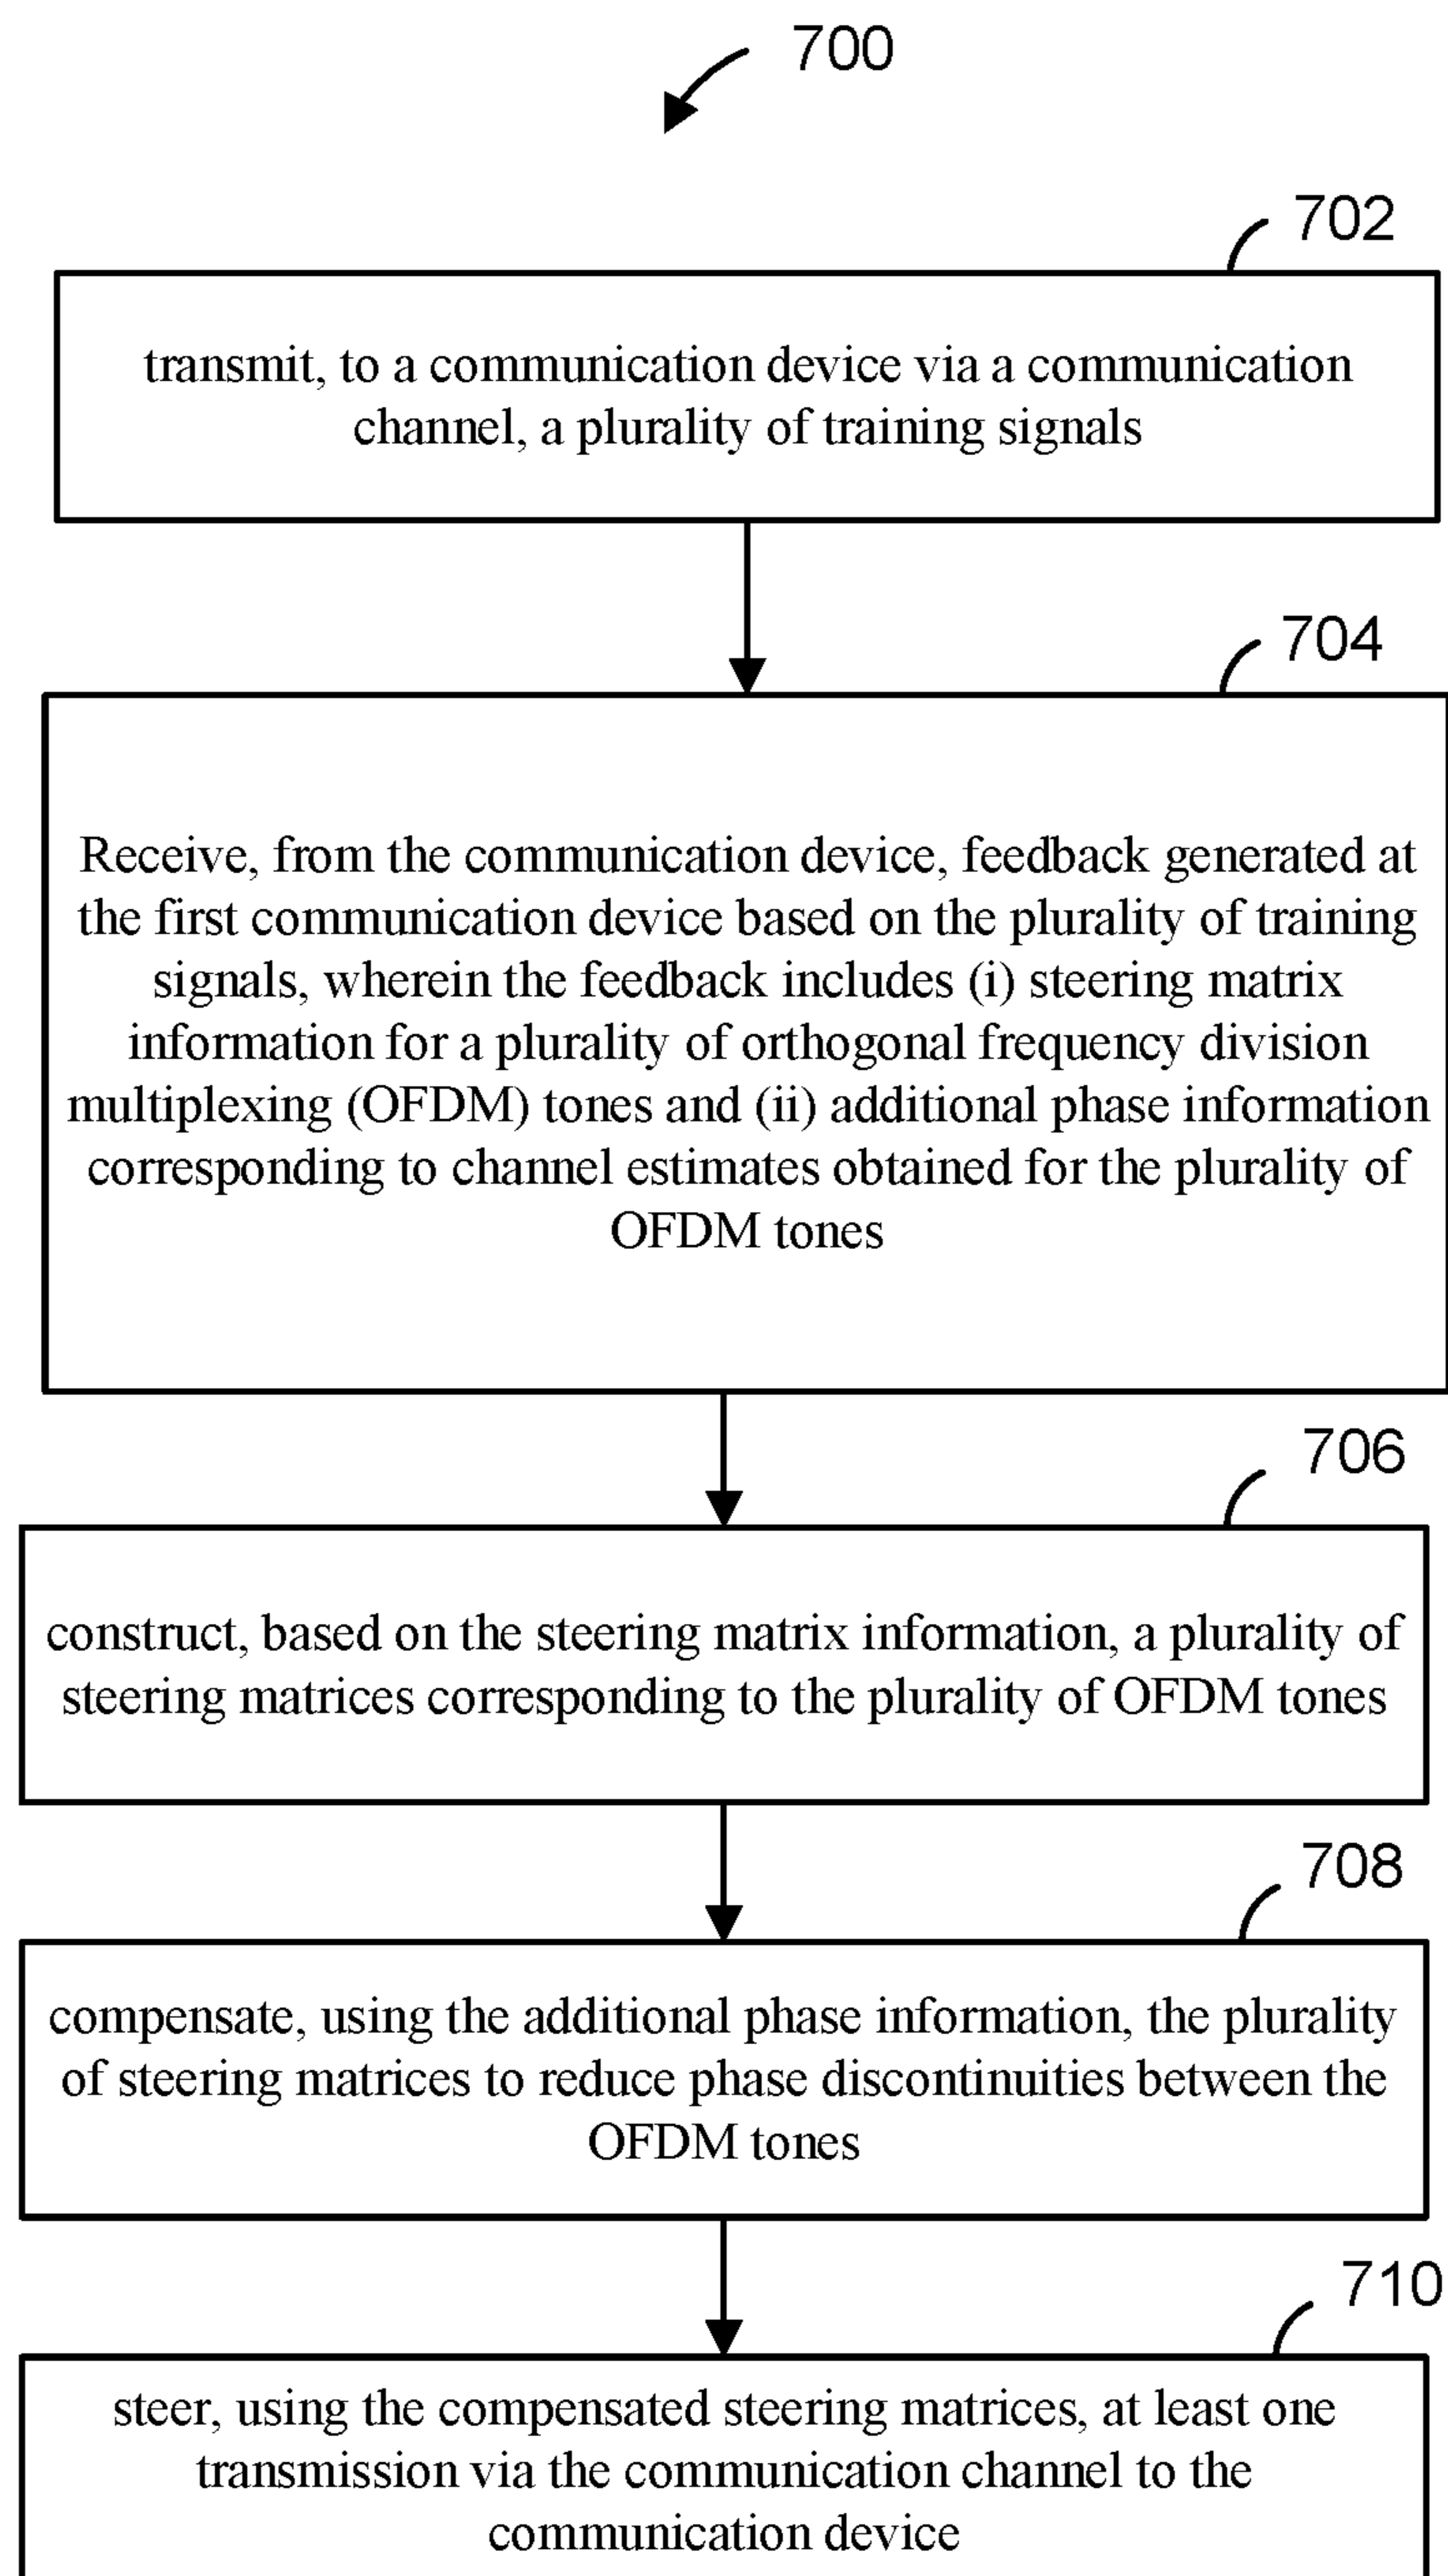 700
702
transmit, to a communication device via a communication
channel, a plurality of training signals
704
Receive, from the communication device, feedback generated at
the first communication device based on the plurality of training
signals, wherein the feedback includes (i) steering matrix
information for a plurality of orthogonal frequency division
multiplexing (OFDM) tones and (ii) additional phase information
corresponding to channel estimates obtained for the plurality of
OFDM tones
706
construct, based on the steering matrix information, a plurality of
steering matrices corresponding to the plurality of OFDM tones
708
compensate, using the additional phase information, the plurality
of steering matrices to reduce phase discontinuities between the
OFDM tones
710
steer, using the compensated steering matrices, at least one
transmission via the communication channel to the
communication device